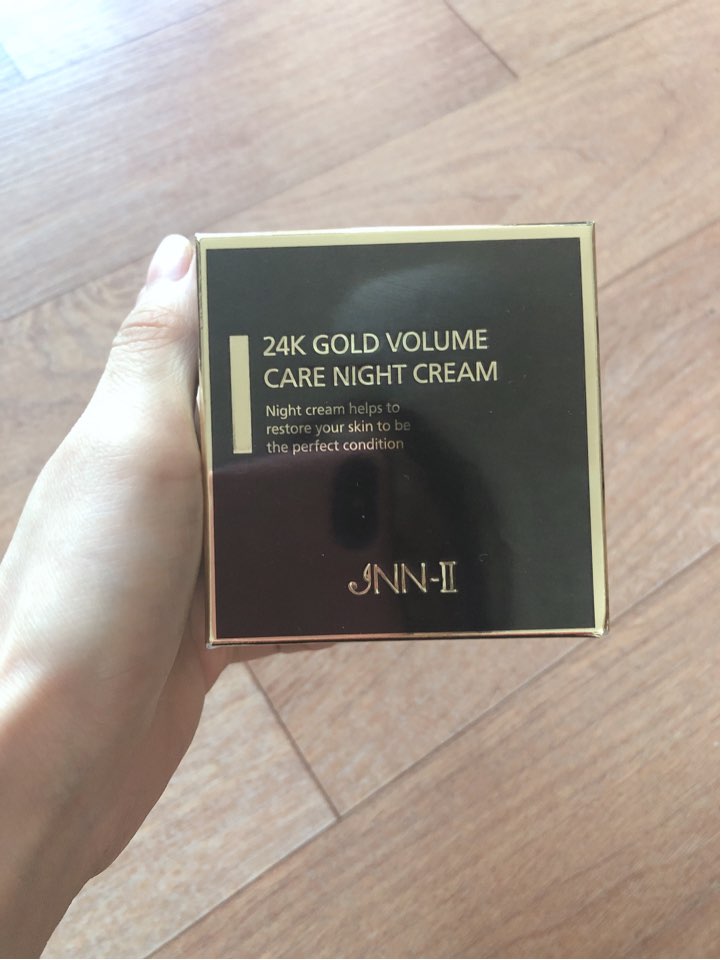 24K GOLD VOLUME
CARE NIGHT CREAM
Night cream helps to
restore your skin to be
the perfect condition
JNN-II